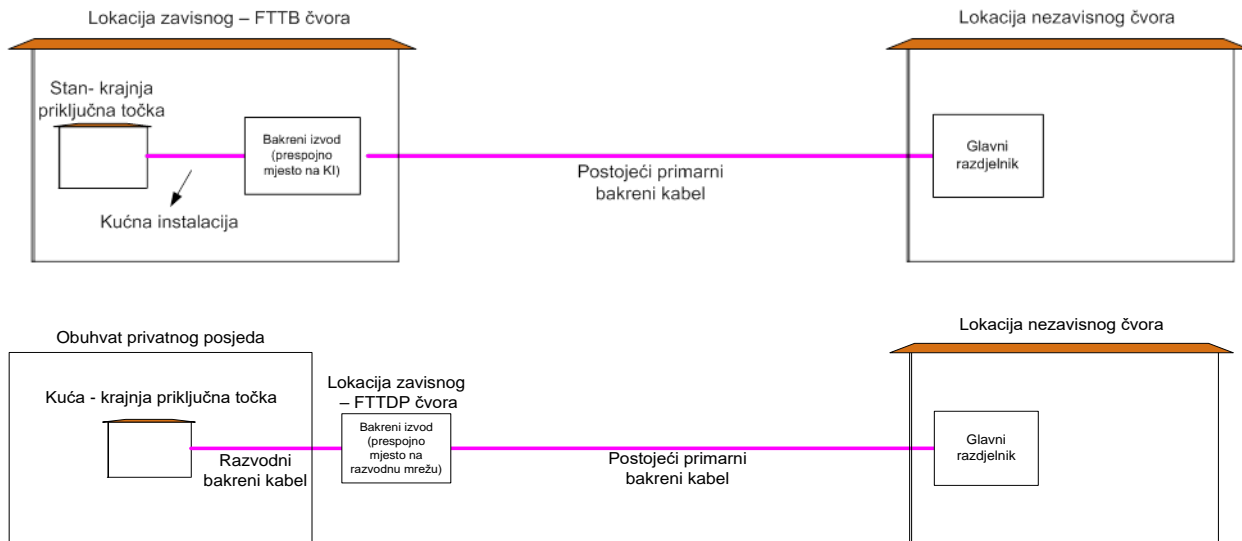 Lokacija zavisnog – FTTB čvora
Lokacija nezavisnog čvora
Stan- krajnja
priključna točka
Bakreni izvod
(prespojno
mjesto na KI)
Glavni
razdjelnik
Postojeći primarni
bakreni kabel
Kućna instalacija
Obuhvat privatnog posjeda
Lokacija nezavisnog čvora
Kuća - krajnja priključna točka
Lokacija zavisnog
– FTTDP čvora
Bakreni izvod
(prespojno
mjesto na
razvodnu mrežu)
Glavni
razdjelnik
Razvodni
bakreni kabel
Postojeći primarni
bakreni kabel